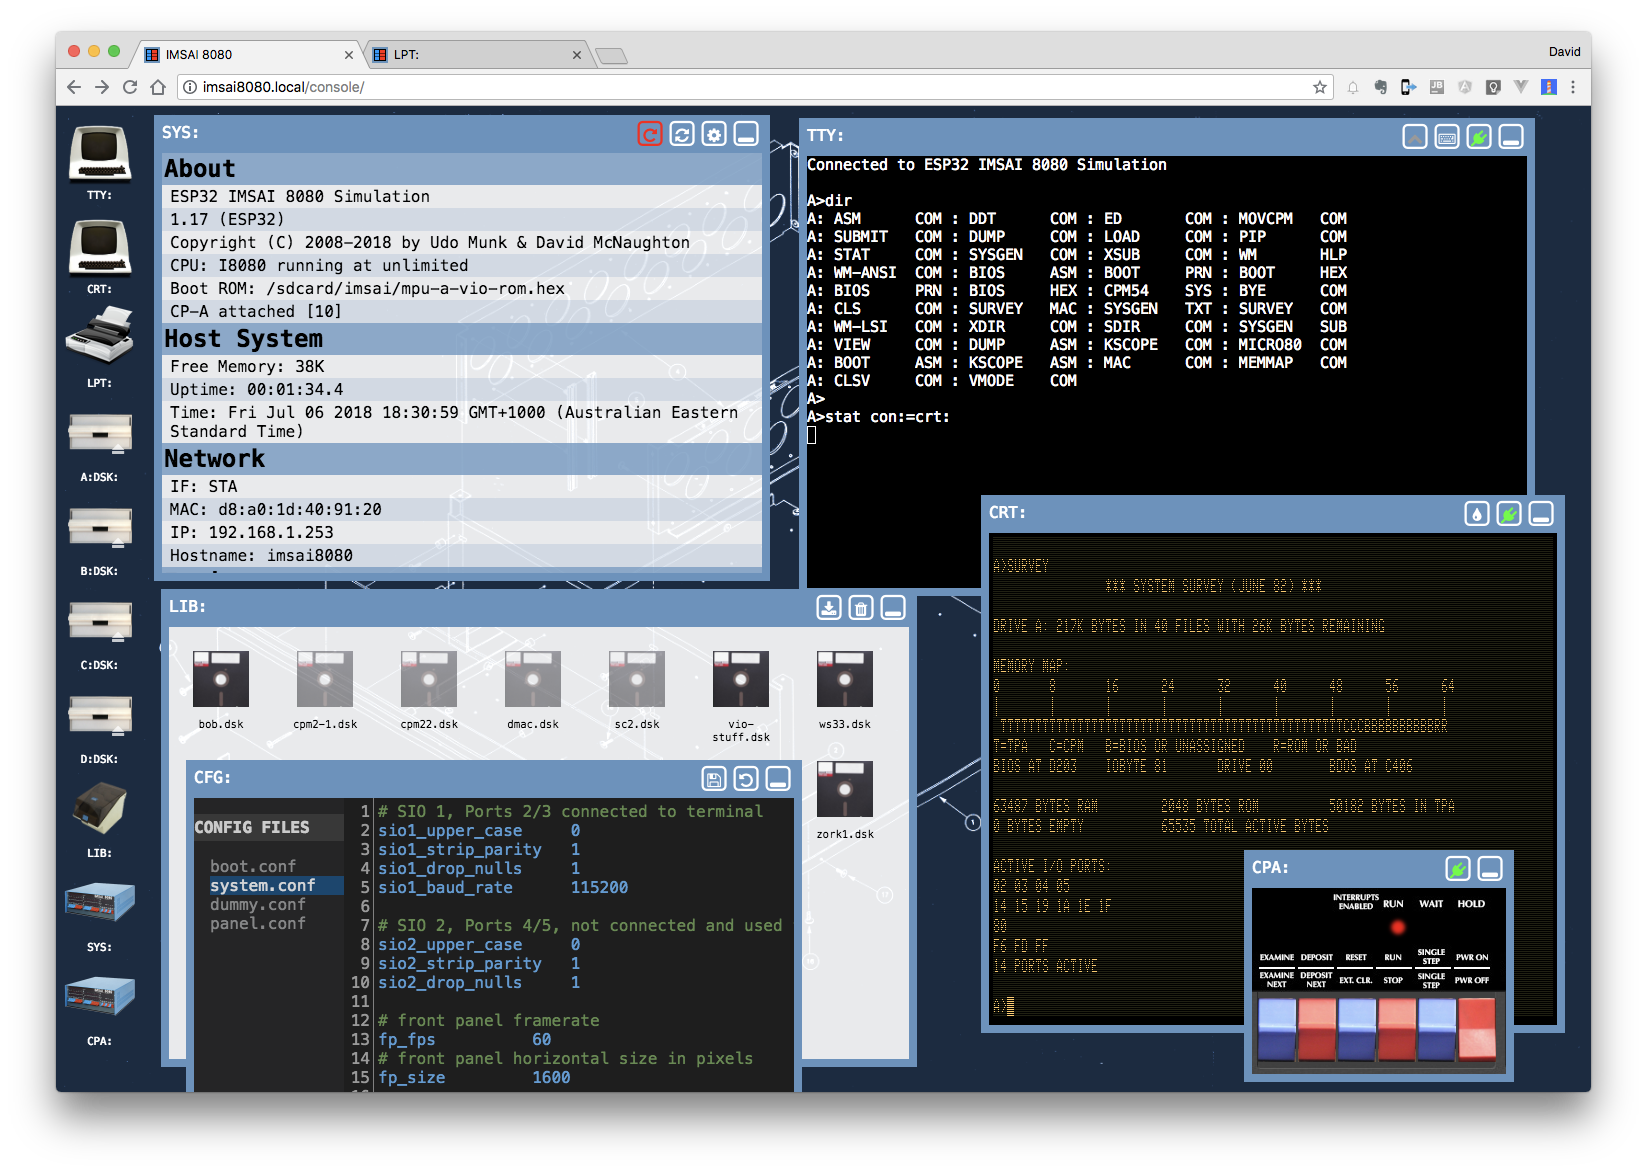 IMSAI 8080
LPT:
David
imsai8080.local/console/
TTY:
CRT:
LPT:
A:DSK:
B:DSK:
C:DSK:
D:DSK:
LIB:
SYS:
CPA:
SYS:
About
ESP32 IMSAI 8080 Simulation
1.17 (ESP32)
Copyright (C) 2008-2018 by Udo Munk & David McNaughton
CPU: I8080 running at unlimited
Boot ROM: /sdcard/imsai/mpu-a-vio-rom.hex
CP-A attached [10]
Host System
Free Memory: 38K
Uptime: 00:01:34.4
Time: Fri Jul 06 2018 18:30:59 GMT+1000 (Australian Eastern
Standard Time)
Network
IF: STA
MAC: d8:a0:1d:40:91:20
IP: 192.168.1.253
Hostname: imsai8080
TTY:
Connected to ESP32 IMSAI 8080 Simulation
A>dir
A: ASM COM : DDT COM : ED COM : MOVCPM COM
A: SUBMIT COM : DUMP COM : LOAD COM : PIP COM
A: STAT COM : SYSGEN COM : XSUB COM : WM HLP
A: WM-ANSI COM : BIOS ASM : BOOT PRN : BOOT HEX
A: BIOS PRN : BIOS HEX : CPM54 SYS : BYE COM
A: CLS COM : SURVEY MAC : SYSGEN TXT : SURVEY COM
A: WM-LSI COM : XDIR COM : SDIR COM : SYSGEN SUB
A: VIEW COM : DUMP ASM : KSCOPE COM : MICRO80 COM
A: BOOT ASM : KSCOPE ASM : MAC COM : MEMMAP COM
A: CLSV COM : VMODE COM
A>
A>stat con:=crt:
LIB:
bob.dsk
cpm2-1.dsk
cpm22.dsk
dmac.dsk
sc2.dsk
vio-
stuff.dsk
ws33.dsk
zork1.dsk
CFG:
CONFIG FILES
boot.conf
system.conf
dummy.conf
panel.conf
1 # SIO 1, Ports 2/3 connected to terminal
2 sio1_upper_case 0
3 sio1_strip_parity 1
4 sio1_drop_nulls 1
5 sio1_baud_rate 115200
6
7 # SIO 2, Ports 4/5, not connected and used
8 sio2_upper_case 0
9 sio2_strip_parity 1
10 sio2_drop_nulls 1
11
12 # front panel framerate
13 fp_fps 60
14 # front panel horizontal size in pixels
15 fp_size 1600
CRT:
A>SURVEY
*** SYSTEM SURVEY (JUNE 82) ***
DRIVE A: 217K BYTES IN 40 FILES WITH 26K BYTES REMAINING
MEMORY MAP:
0 8 16 24 32 40 48 56 64
| | | | | | | | |
TTTTTTTTTTTTTTTTTTTTTTTTTTTTTTTTTTTTTTTTTTTTTTTTTCCCBBBBBBBBBBRR
T=TPA C=CPM B=BIOS OR UNASSIGNED R=ROM OR BAD
BIOS AT D203 IOBYTE 81 DRIVE 00 BDOS AT C406
63487 BYTES RAM 2048 BYTES ROM 50182 BYTES IN TPA
0 BYTES EMPTY 65535 TOTAL ACTIVE BYTES
ACTIVE I/O PORTS:
02 03 04 05
14 15 19 1A 1E 1F
80
F6 FD FF
14 PORTS ACTIVE
A>
CPA:
INTERRUPTS
ENABLED RUN WAIT HOLD
EXAMINE DEPOSIT RESET RUN SINGLE STEP PWR ON
EXAMINE NEXT DEPOSIT NEXT EXT. CLR. STOP SINGLE STEP PWR OFF